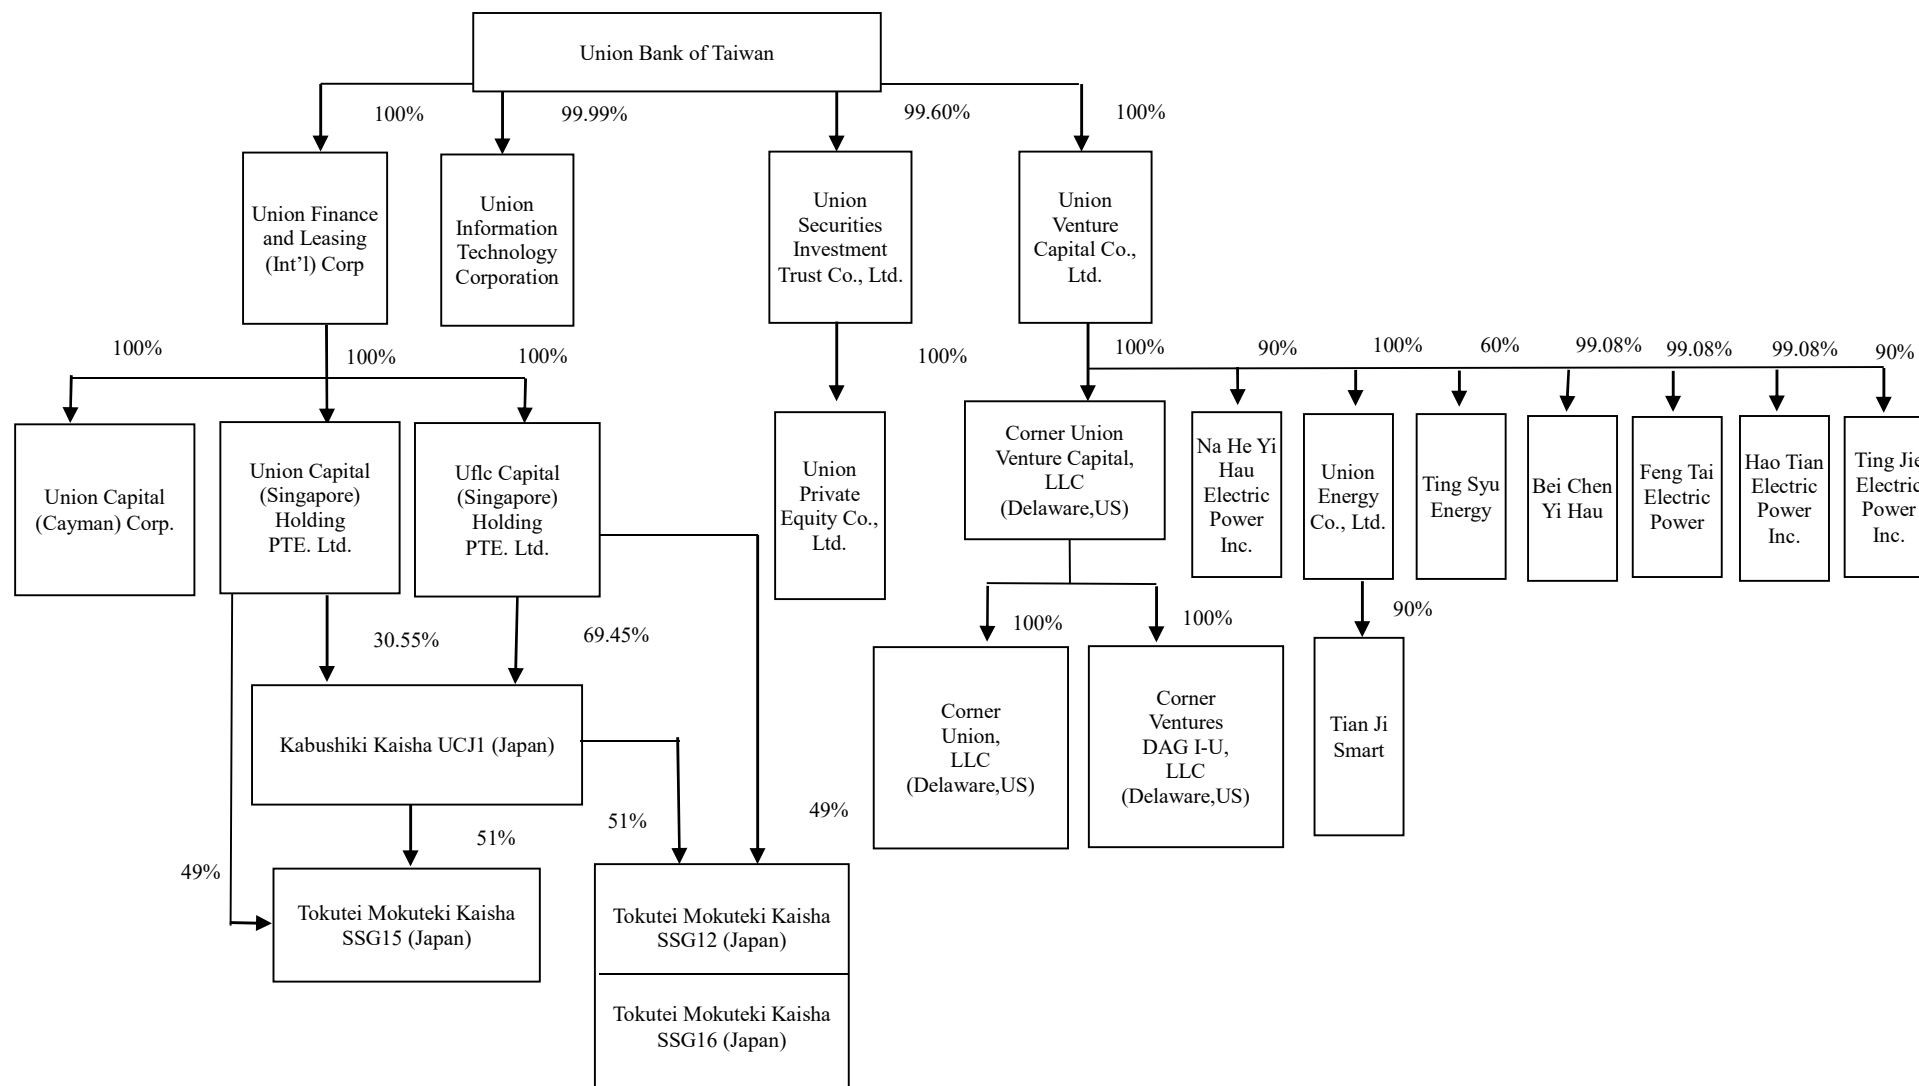 Union Bank of Taiwan
100%
99.99%
99.60%
100%
Union Finance
and Leasing
(Int’l) Corp
Union
Information
Technology
Corporation
Union
Securities
Investment
Trust Co., Ltd.
Union
Venture
Capital Co.,
Ltd.
100%
100%
100%
100%
100%
90%
100%
60%
99.08%
99.08%
99.08%
90%
Union Capital
(Cayman) Corp.
Union Capital
(Singapore)
Holding
PTE. Ltd.
Uflc Capital
(Singapore)
Holding
PTE. Ltd.
Union
Private
Equity Co.,
Ltd.
Corner Union
Venture Capital,
LLC
(Delaware,US)
Na He Yi
Hau
Electric
Power
Inc.
Union
Energy
Co., Ltd.
Ting Syu
Energy
Bei Chen
Yi Hau
Feng Tai
Electric
Power
Hao Tian
Electric
Power
Inc.
Ting Jie
Electric
Power
Inc.
30.55%
69.45%
100%
100%
90%
Kabushiki Kaisha UCJ1 (Japan)
Corner
Union,
LLC
(Delaware,US)
Corner
Ventures
DAG I-U,
LLC
(Delaware,US)
Tian Ji
Smart
49%
51%
51%
49%
Tokutei Mokuteki Kaisha
SSG15 (Japan)
Tokutei Mokuteki Kaisha
SSG12 (Japan)
Tokutei Mokuteki Kaisha
SSG16 (Japan)